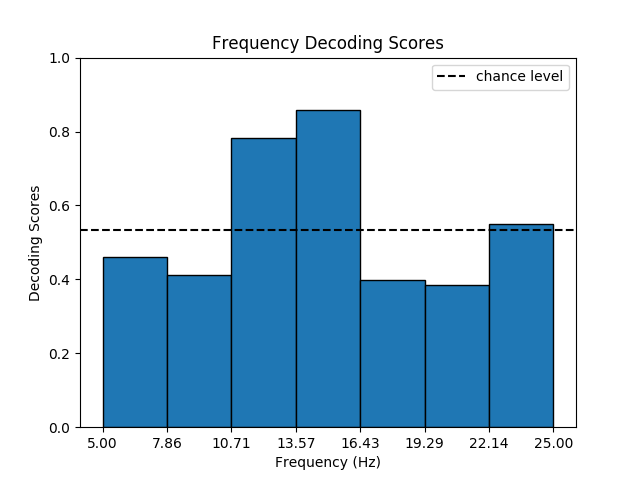 Frequency Decoding Scores
chance level
Decoding Scores
1.0
0.8
0.6
0.4
0.2
0.0
5.00 7.86 10.71 13.57 16.43 19.29 22.14 25.00
Frequency (Hz)